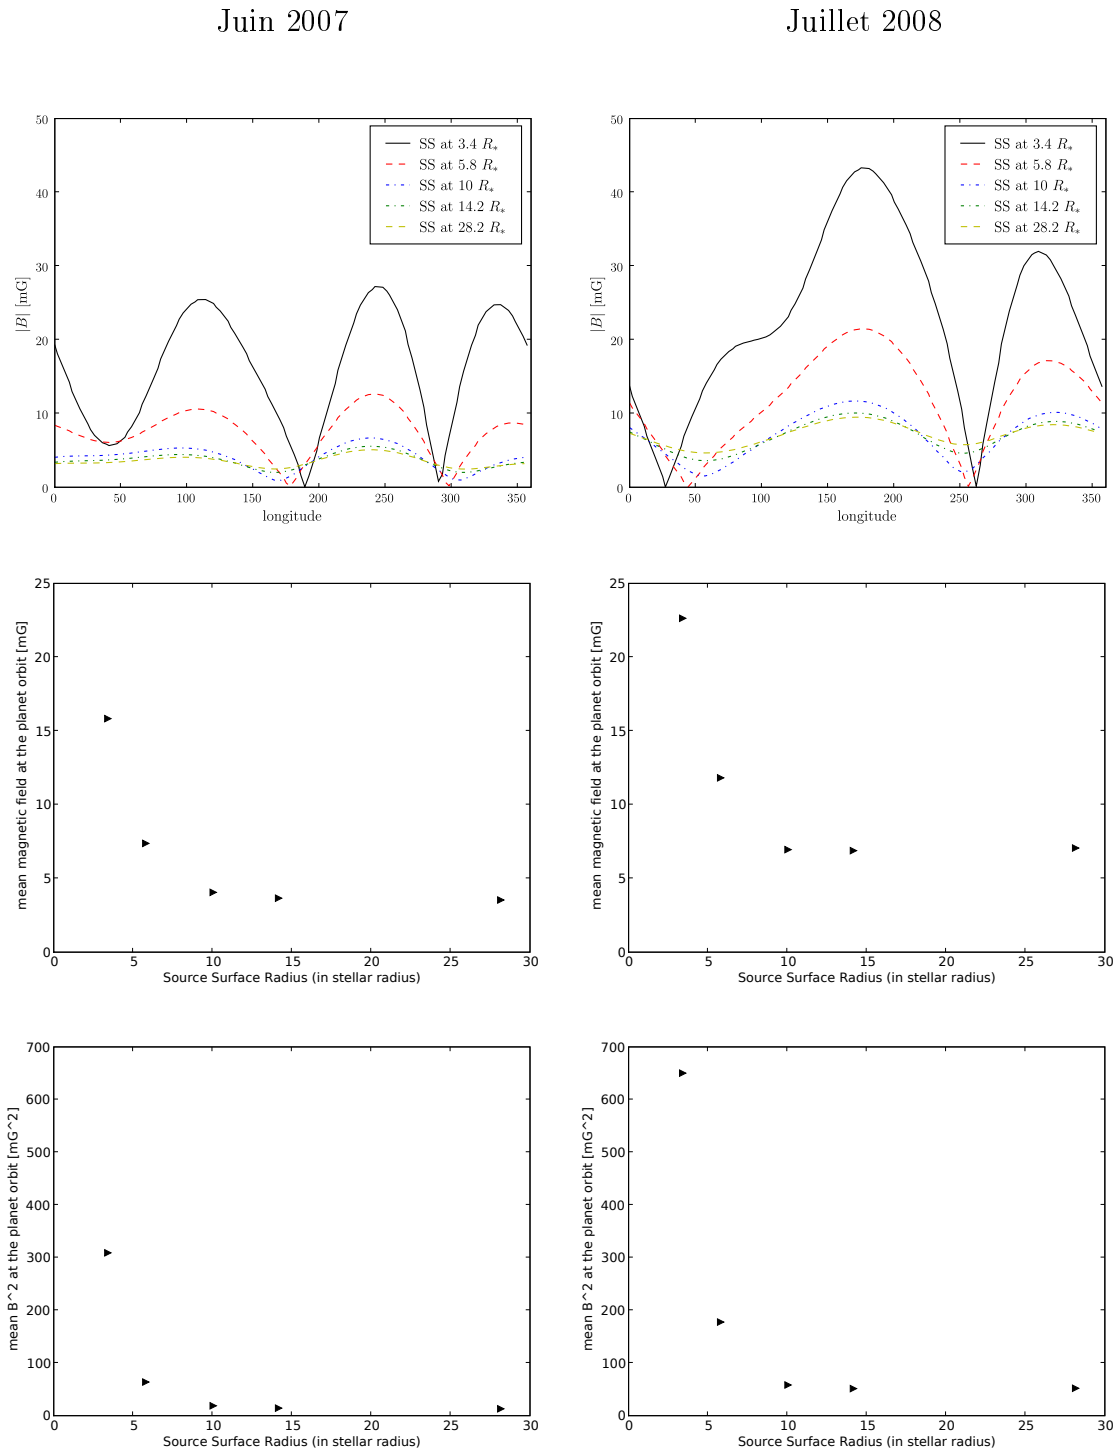 Juin 2007
Juillet 2008
50
40
30
20
10
0
|B| [mG]
SS at 3.4 R*
SS at 5.8 R*
SS at 10 R*
SS at 14.2 R*
SS at 28.2 R*
0 50 100 150 200 250 300 350
longitude
50
40
30
20
10
0
|B| [mG]
SS at 3.4 R*
SS at 5.8 R*
SS at 10 R*
SS at 14.2 R*
SS at 28.2 R*
0 50 100 150 200 250 300 350
longitude
25
20
15
10
5
0
mean magnetic field at the planet orbit [mG]
0 5 10 15 20 25 30
Source Surface Radius (in stellar radius)
25
20
15
10
5
0
mean magnetic field at the planet orbit [mG]
0 5 10 15 20 25 30
Source Surface Radius (in stellar radius)
700
600
500
400
300
200
100
0
mean B^2 at the planet orbit [mG^2]
0 5 10 15 20 25 30
Source Surface Radius (in stellar radius)
700
600
500
400
300
200
100
0
mean B^2 at the planet orbit [mG^2]
0 5 10 15 20 25 30
Source Surface Radius (in stellar radius)